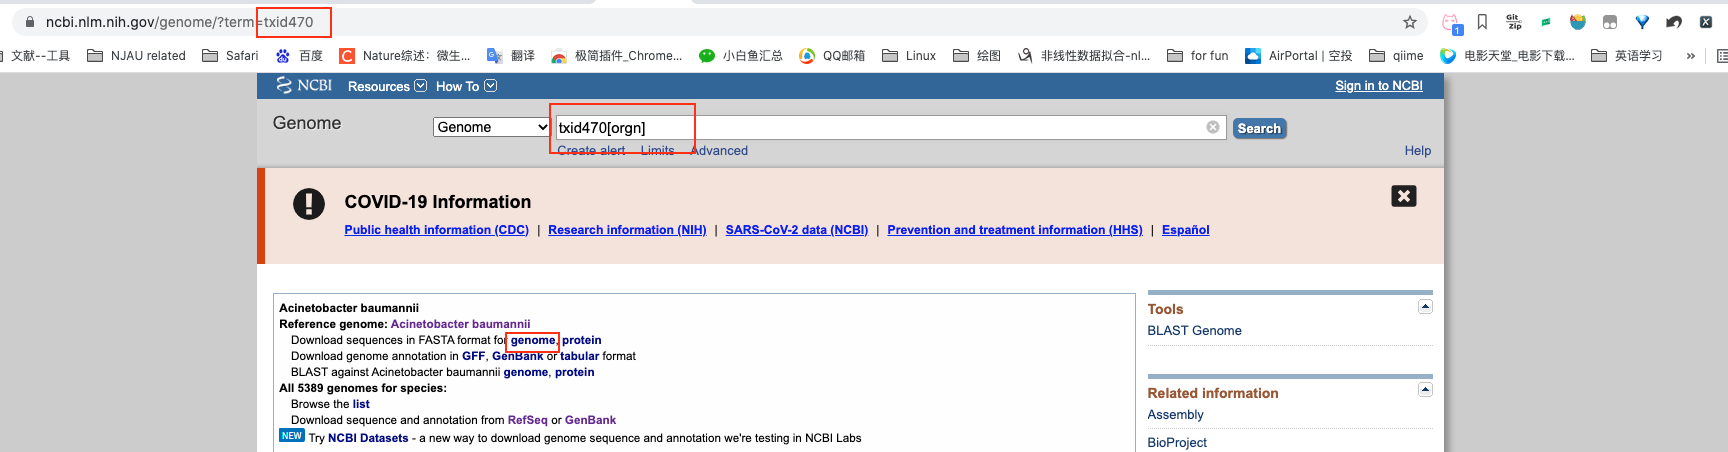 ncbi.nlm.nih.gov/genome/?term=txid470
1
Git
Zip
文献--工具 NJAU related Safari 百度 C Nature综述：微生... 翻译 极简插件_Chrome... 小白鱼汇总 QQ邮箱 Linux 绘图 非线性数据拟合-nl... for fun AirPortal | 空投 qiime 电影天堂_电影下载... 英语学习 »
NCBI Resources How To Sign in to NCBI
Genome Genome txid470[orgn] Search
Create alert Limits Advanced Help
COVID-19 Information
Public health information (CDC) | Research information (NIH) | SARS-CoV-2 data (NCBI) | Prevention and treatment information (HHS) | Español
Acinetobacter baumannii
Reference genome: Acinetobacter baumannii
Download sequences in FASTA format for genome, protein
Download genome annotation in GFF, GenBank or tabular format
BLAST against Acinetobacter baumannii genome, protein
All 5389 genomes for species:
Browse the list
Download sequence and annotation from RefSeq or GenBank
NEW Try NCBI Datasets - a new way to download genome sequence and annotation we're testing in NCBI Labs
Tools
BLAST Genome
Related information
Assembly
BioProject